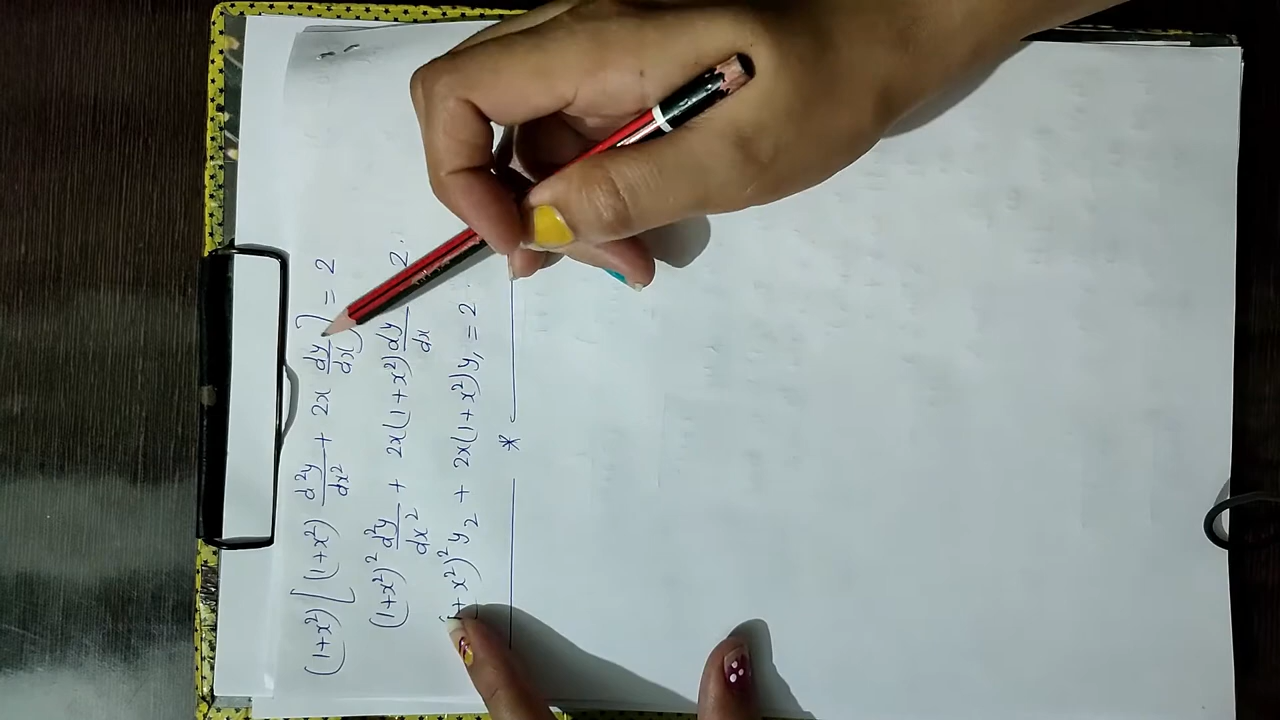 (1+x²) [(1+x²) d²y/dx² + 2x dy/dx] = 2
(1+x²)² d²y/dx² + 2x(1+x²) dy/dx 2.
+x²)² y₂ + 2x(1+x²)y₁ = 2.
*